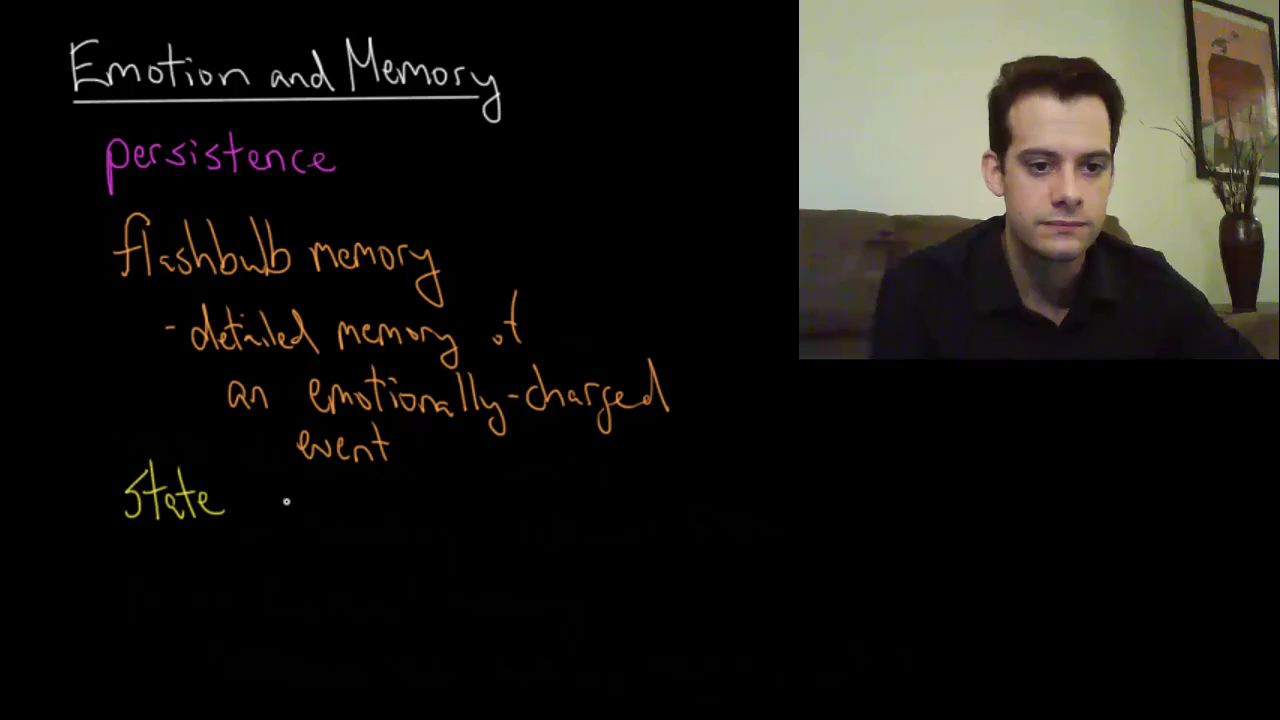 Emotion and Memory
persistence
flashbulb memory
- detailed memory of
an emotionally-charged
event
State